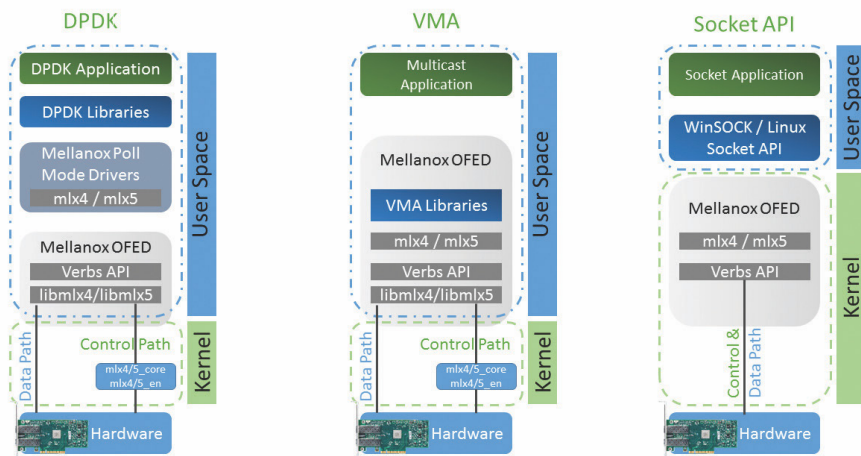 DPDK
DPDK Application
DPDK Libraries
Mellanox Poll
Mode Drivers
mlx4 / mlx5
Mellanox OFED
Verbs API
libmlx4/libmlx5
User Space
Data Path
Control Path
mlx4/5_core
mlx4/5_en
Kernel
Hardware
VMA
Multicast
Application
Mellanox OFED
VMA Libraries
mlx4 / mlx5
Verbs API
libmlx4/libmlx5
User Space
Data Path
Control Path
mlx4/5_core
mlx4/5_en
Kernel
Hardware
Socket API
Socket Application
WinSOCK / Linux
Socket API
User Space
Mellanox OFED
mlx4 / mlx5
Verbs API
Control &
Data Path
Kernel
Hardware